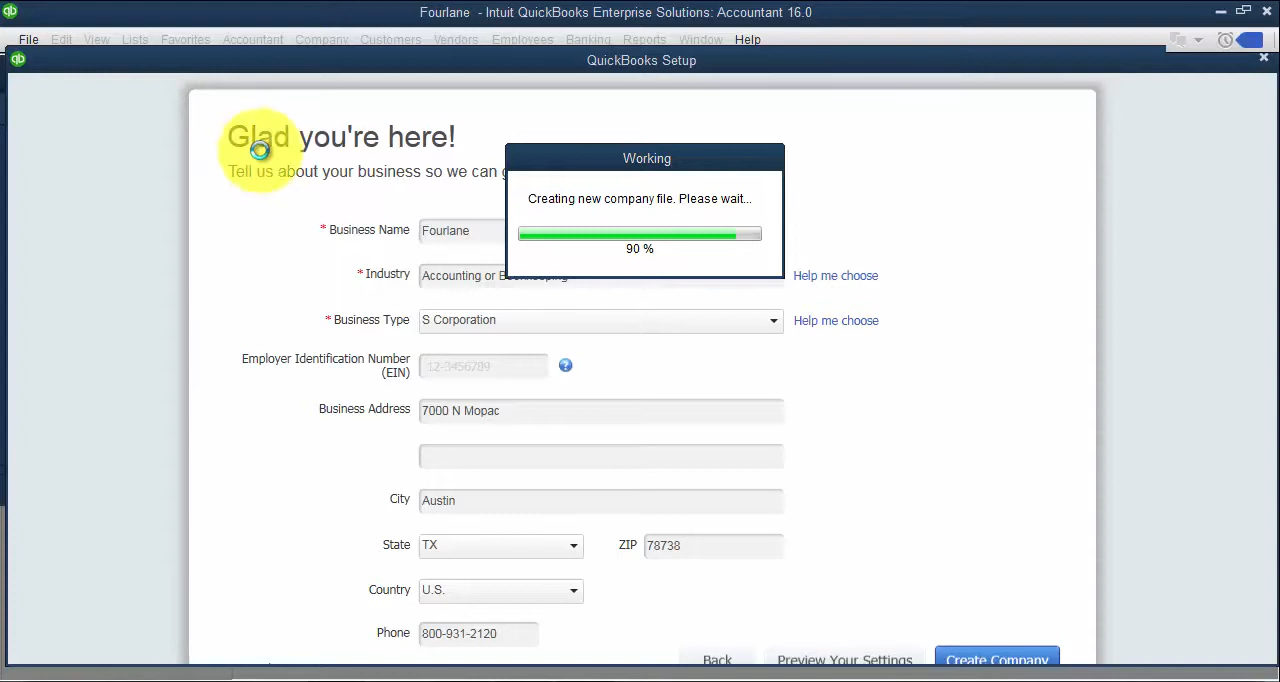 Fourlane - Intuit QuickBooks Enterprise Solutions: Accountant 16.0
File Edit View Lists Favorites Accountant Company Customers Vendors Employees Banking Reports Window Help
QuickBooks Setup
Glad you're here!
Tell us about your business so we can
Working
Creating new company file. Please wait...
90 %
* Business Name Fourlane
* Industry Accounting or Bookkeeping Help me choose
* Business Type S Corporation Help me choose
Employer Identification Number
(EIN) 12-3456789
Business Address 7000 N Mopac
City Austin
State TX ZIP 78738
Country U.S.
Phone 800-931-2120
Back Preview Your Settings Create Company